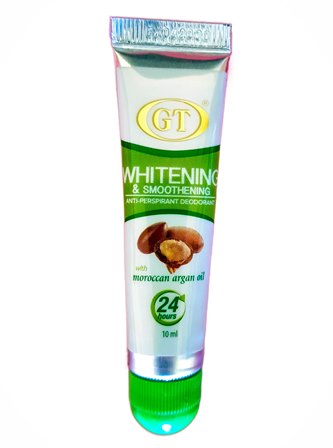 GT®
WHITENING
& SMOOTHENING
ANTI-PERSPIRANT DEODORANT
with
moroccan argan oil
24
hours
10 ml